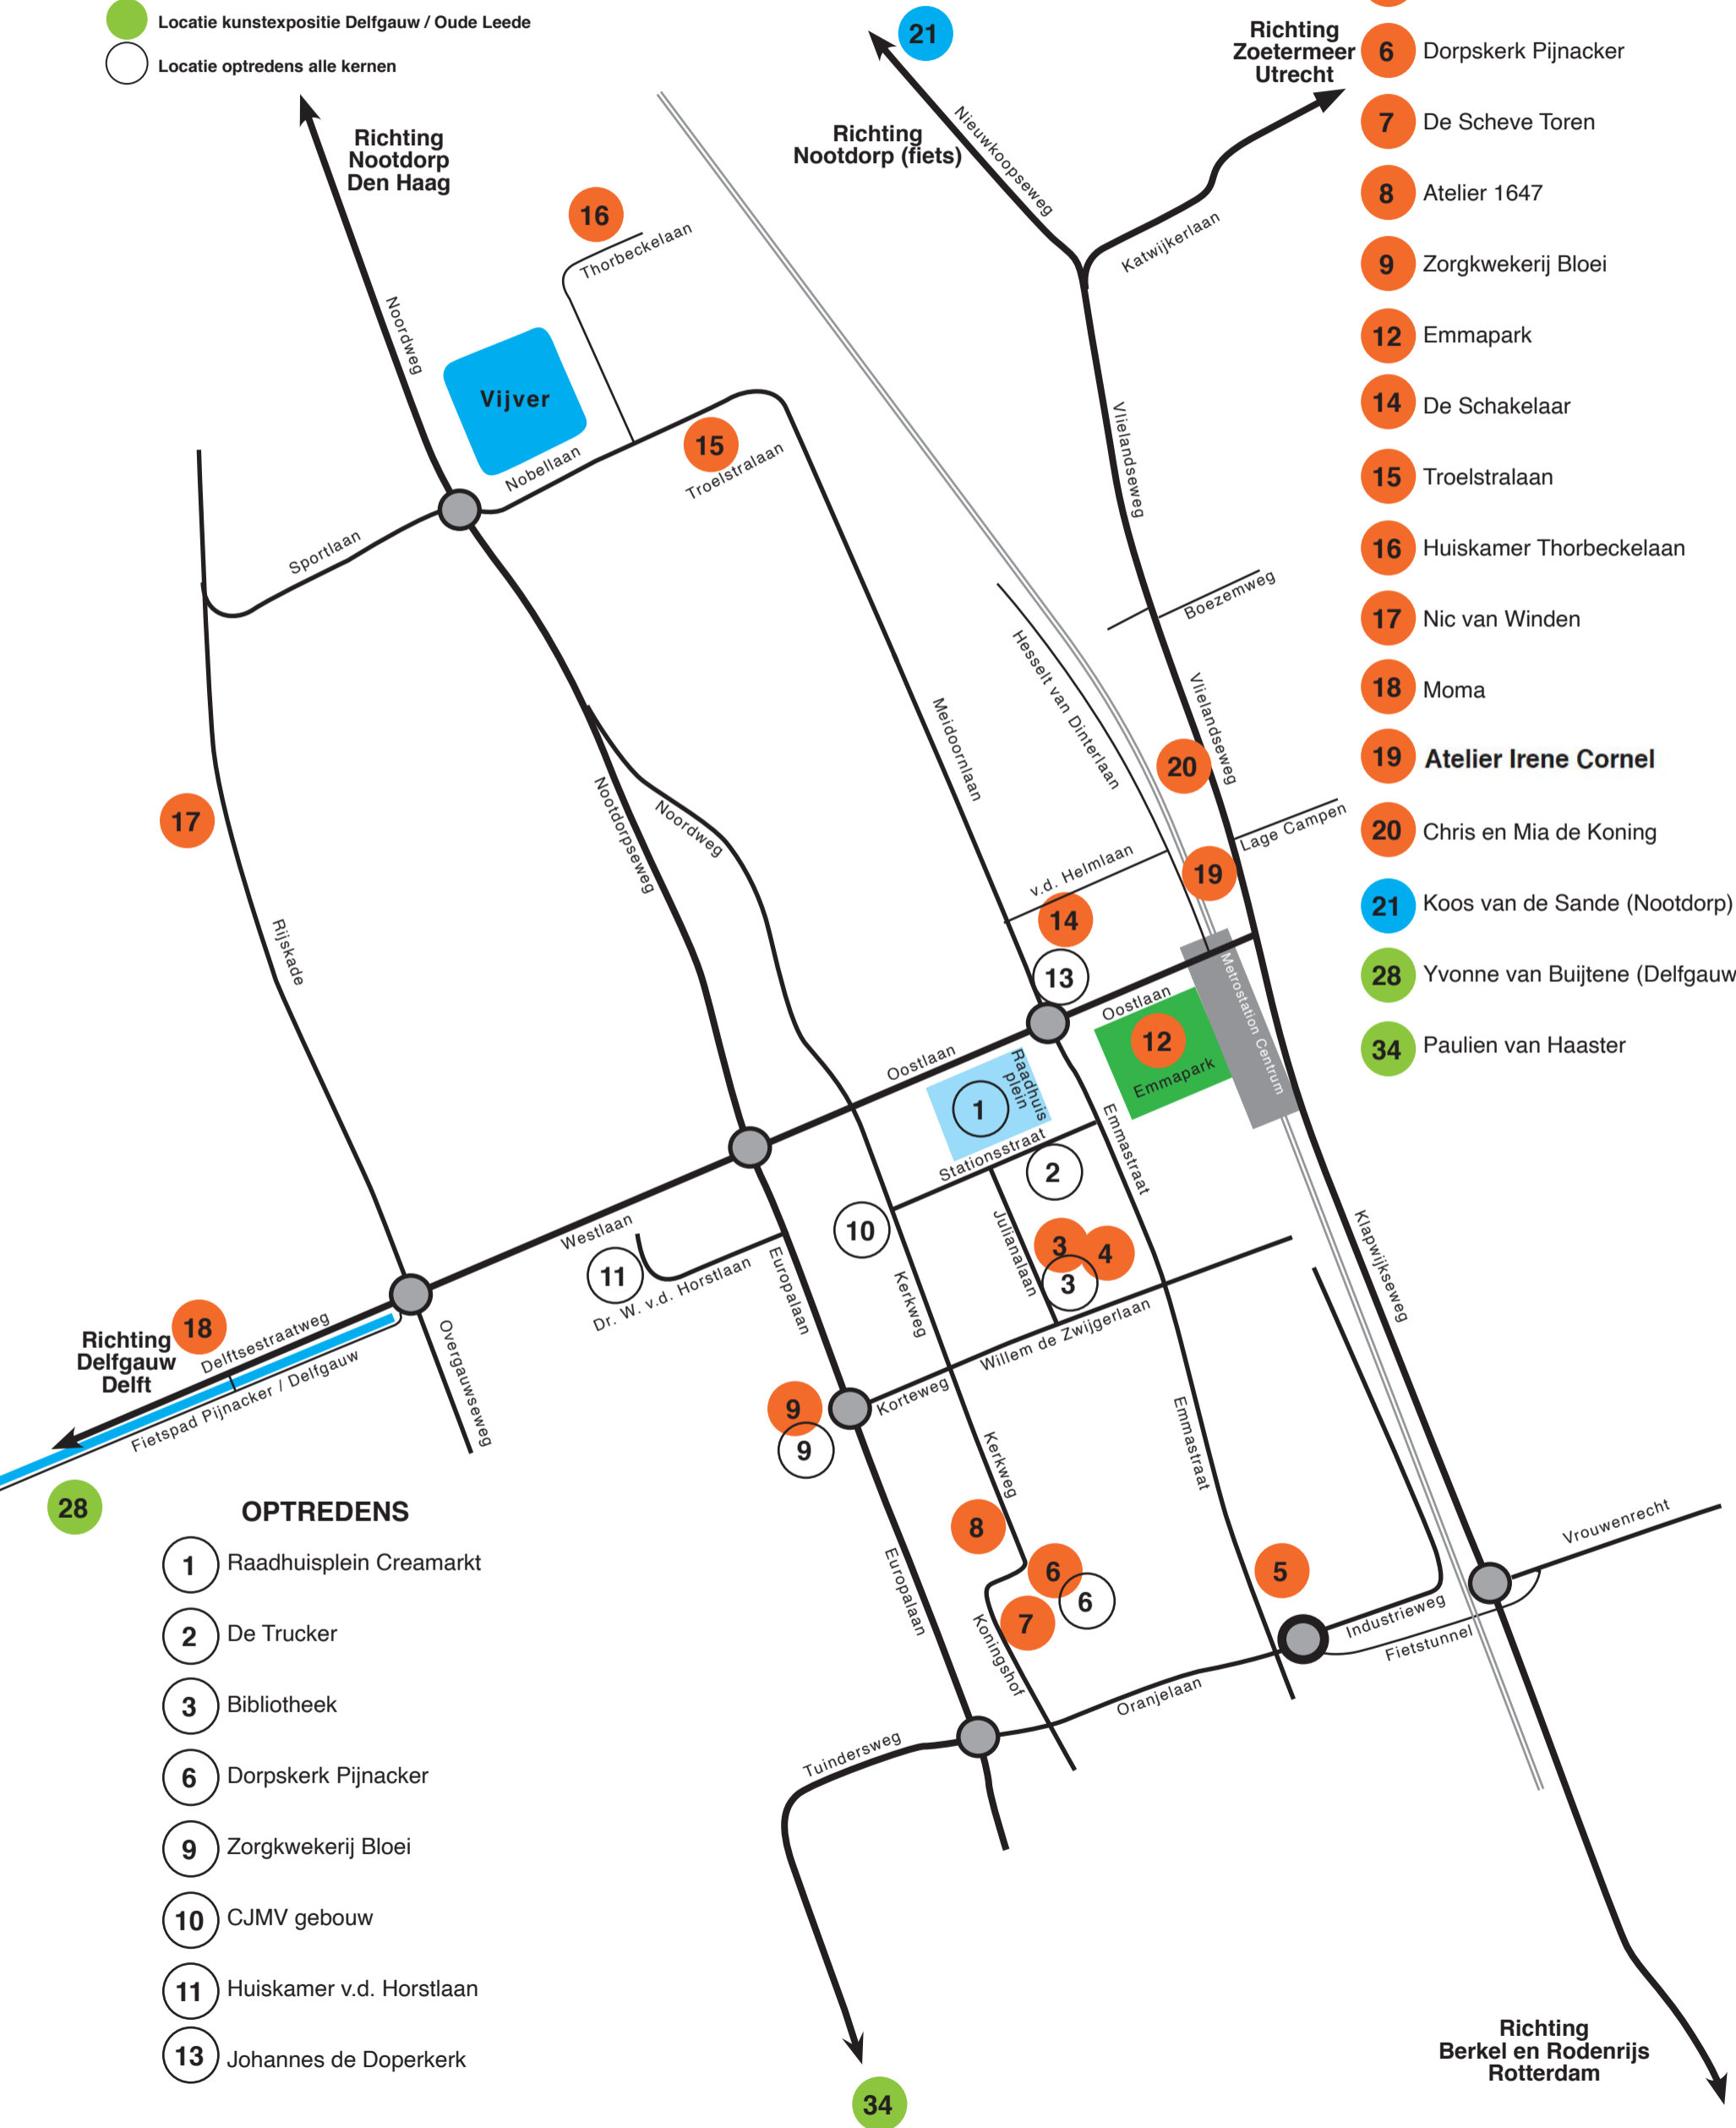 Locatie kunstexpositie Delfgauw / Oude Leede
Locatie optredens alle kernen
Richting
Nootdorp
Den Haag
21
Richting
Nootdorp (fiets)
Richting
Zoetermeer
Utrecht
Nieuwkoopseweg
Katwijkerlaan
6 Dorpskerk Pijnacker
7 De Scheve Toren
8 Atelier 1647
9 Zorgkwekerij Bloei
12 Emmapark
14 De Schakelaar
15 Troelstralaan
16 Huiskamer Thorbeckelaan
17 Nic van Winden
18 Moma
19 Atelier Irene Cornel
20 Chris en Mia de Koning
21 Koos van de Sande (Nootdorp)
28 Yvonne van Buijtene (Delfgauw
34 Paulien van Haaster
16
Thorbeckelaan
Noordweg
Vijver
Nobellaan
15
Troelstralaan
Sportlaan
Vlielandseweg
Boezemweg
Hesselt van Dinterlaan
Vlielandseweg
Meidoornlaan
20
17
Nootdorpseweg
Noordweg
Lage Campen
v.d. Helmlaan
19
14
13
Rijskade
Metrostation Centrum
Oostlaan
12
Emmapark
Oostlaan
Raadhuis
plein
1
Stationsstraat
2
Emmastraat
10
Westlaan
11
Dr. W. v.d. Horstlaan
Europalaan
Julianalaan
3
4
3
Kerkweg
Klapwijkseweg
Willem de Zwijgerlaan
18
Richting
Delfgauw
Delft
Delftsestraatweg
Fietspad Pijnacker / Delfgauw
Overgauwseweg
9
9
Korteweg
Kerkweg
Emmastraat
28
8
6
6
7
5
Europalaan
Koningshof
Vrouwenrecht
Industrieweg
Fietstunnel
Oranjelaan
Tuindersweg
OPTREDENS
1 Raadhuisplein Creamarkt
2 De Trucker
3 Bibliotheek
6 Dorpskerk Pijnacker
9 Zorgkwekerij Bloei
10 CJMV gebouw
11 Huiskamer v.d. Horstlaan
13 Johannes de Doperkerk
34
Richting
Berkel en Rodenrijs
Rotterdam